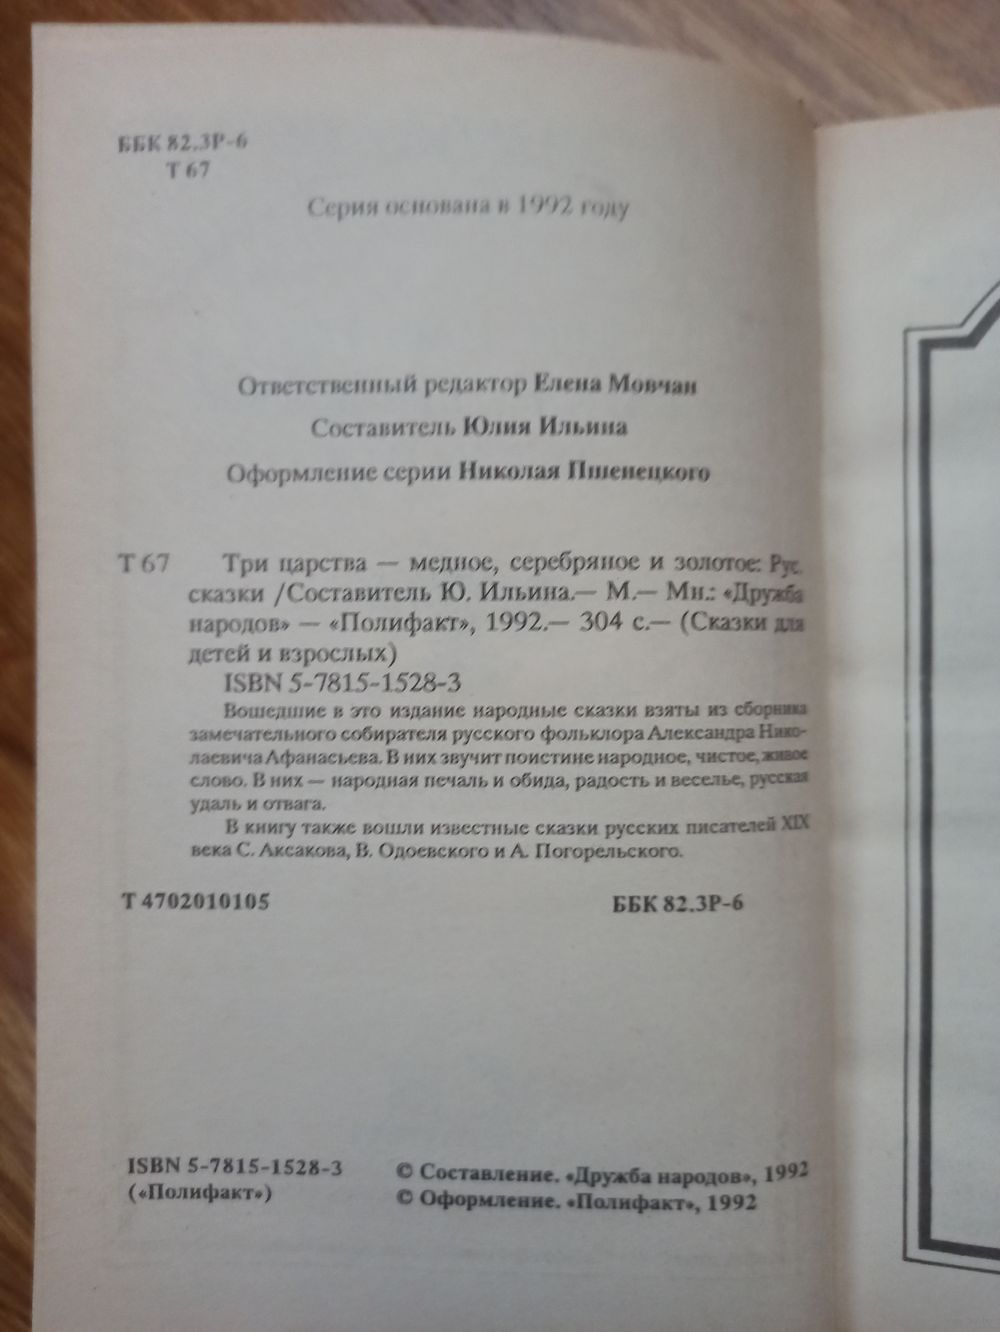 ББК 82.3Р-6
Т 67
Серия основана в 1992 году
Ответственный редактор Елена Мовчан
Составитель Юлия Ильина
Оформление серии Николая Пшенецкого
Т 67 Три царства — медное, серебряное и золотое: Рус.
сказки /Составитель Ю. Ильина.— М.— Мн.: «Дружба
народов» — «Полифакт», 1992.— 304 с.— (Сказки для
детей и взрослых)
ISBN 5-7815-1528-3
Вошедшие в это издание народные сказки взяты из сборника
замечательного собирателя русского фольклора Александра Нико-
лаевича Афанасьева. В них звучит поистине народное, чистое, живое
слово. В них — народная печаль и обида, радость и веселье, русская
удаль и отвага.
В книгу также вошли известные сказки русских писателей XIX
века С. Аксакова, В. Одоевского и А. Погорельского.
Т 4702010105 ББК 82.3Р-6
ISBN 5-7815-1528-3
(«Полифакт»)
© Составление. «Дружба народов», 1992
© Оформление. «Полифакт», 1992